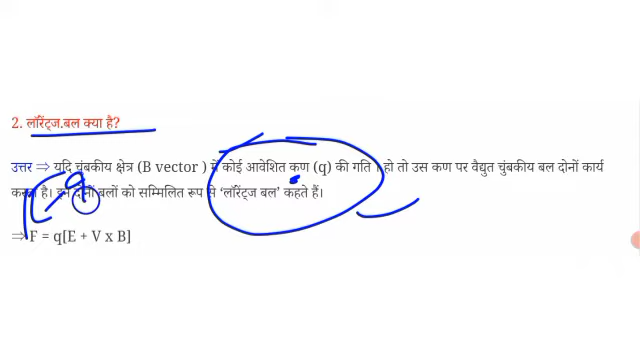 2. लॉरेंट्ज.बल क्या है?
उत्तर ⇒ यदि चुंबकीय क्षेत्र (B vector) में कोई आवेशित कण (q) की गति । हो तो उस कण पर वैद्युत चुंबकीय बल दोनों कार्य
करता है। इन दोनों बलों को सम्मिलित रूप से ‘लॉरेंट्ज बल’ कहते हैं।
q
⇒ F = q[E + V x B]